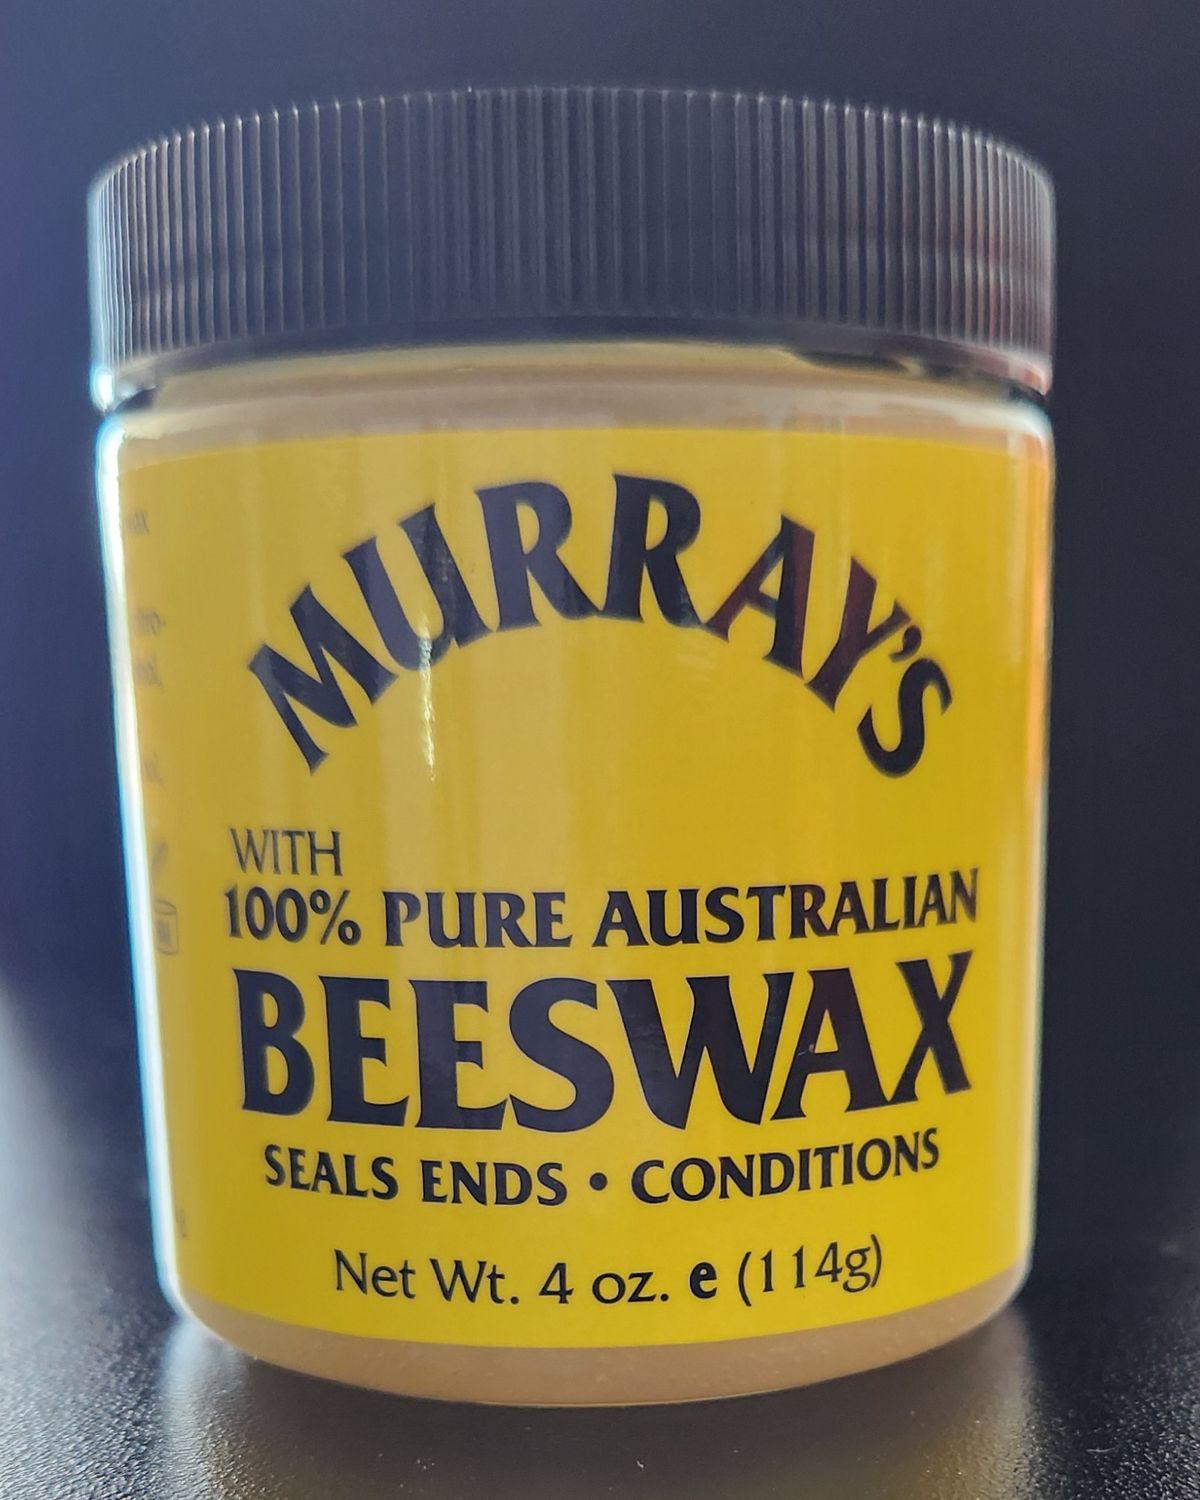 MURRAY'S
WITH
100% PURE AUSTRALIAN
BEESWAX
SEALS ENDS • CONDITIONS
Net Wt. 4 oz. e (114g)